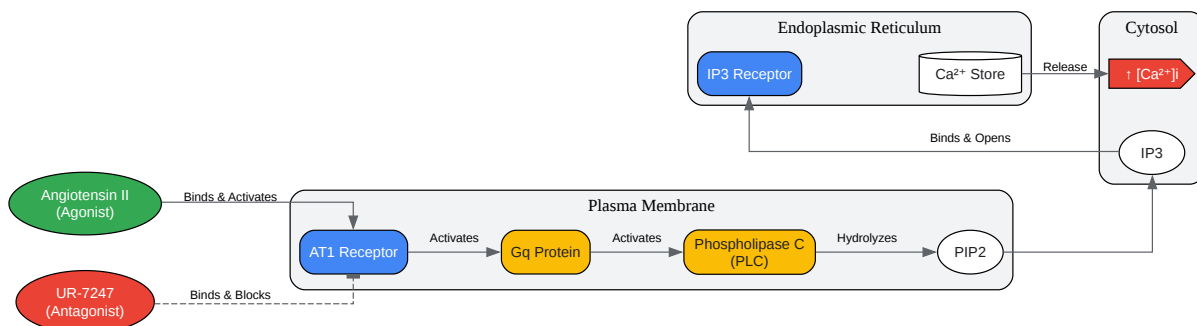 Endoplasmic Reticulum
Cytosol
IP3 Receptor
Ca²⁺ Store
Release
↑ [Ca²⁺]i
Binds & Opens
IP3
Angiotensin II
(Agonist)
Binds & Activates
Plasma Membrane
AT1 Receptor
Activates
Gq Protein
Activates
Phospholipase C
(PLC)
Hydrolyzes
PIP2
UR-7247
(Antagonist)
Binds & Blocks